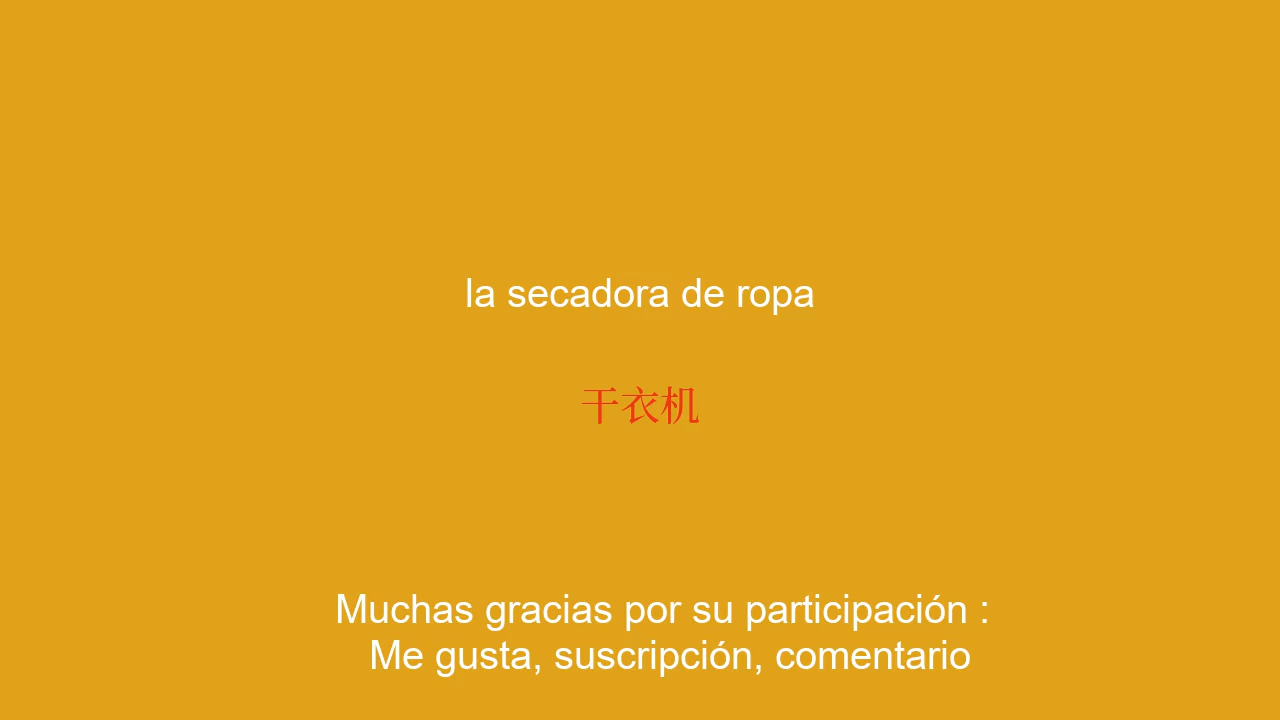 la secadora de ropa
干衣机
Muchas gracias por su participación :
Me gusta, suscripción, comentario